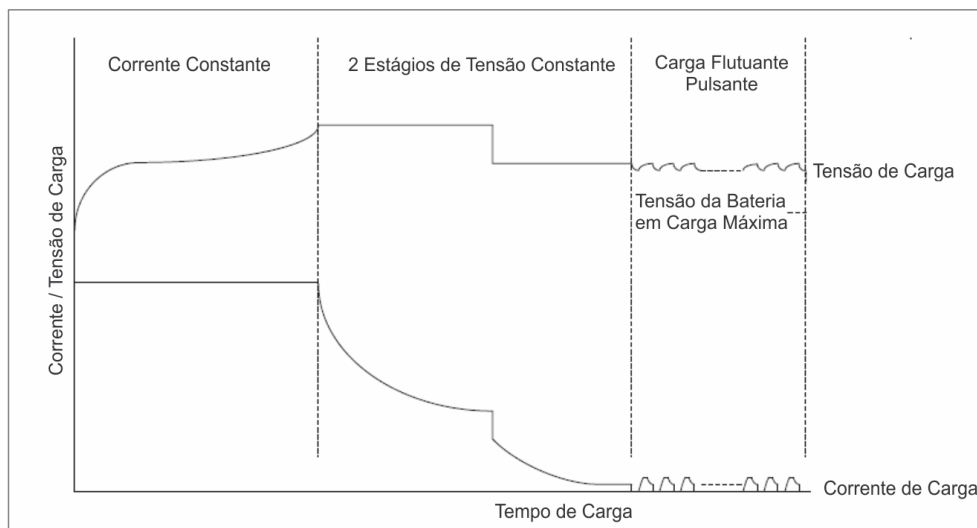 Corrente Constante
2 Estágios de Tensão Constante
Carga Flutuante
Pulsante
Tensão de Carga
Tensão da Bateria
em Carga Máxima
Corrente / Tensão de Carga
Corrente de Carga
Tempo de Carga